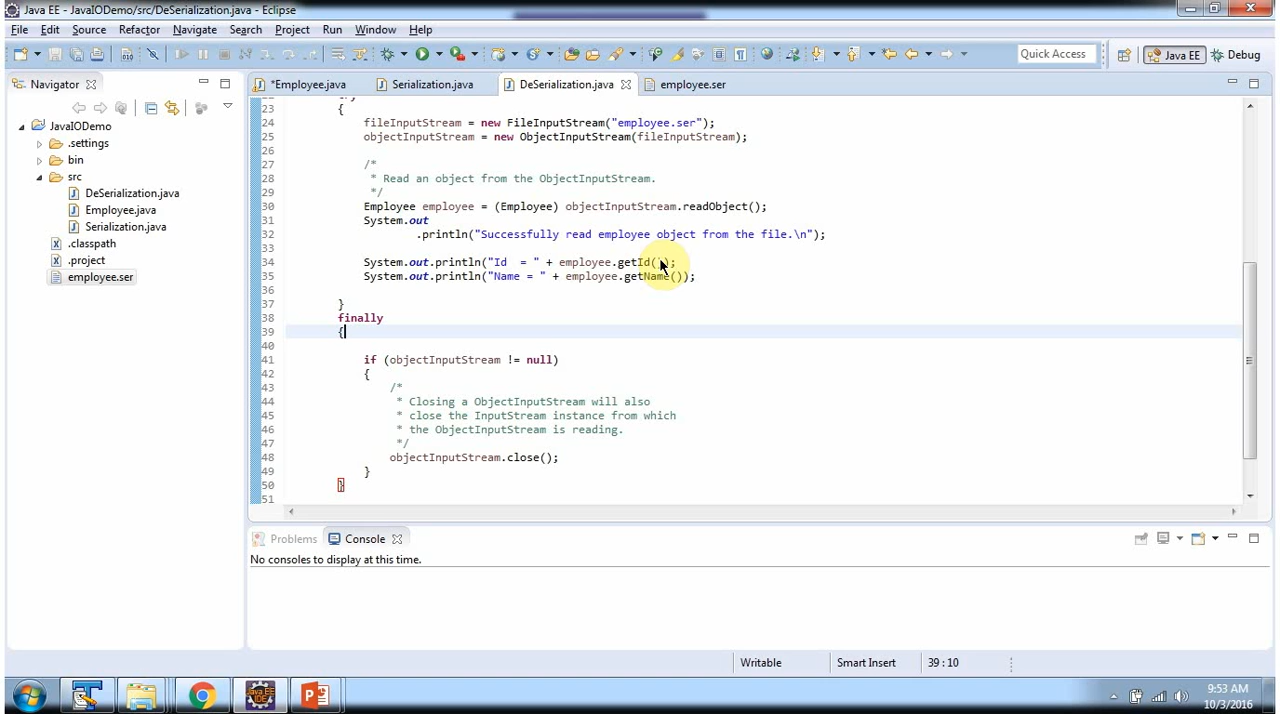 Java EE - JavaIODemo/src/DeSerialization.java - Eclipse
File Edit Source Refactor Navigate Search Project Run Window Help
Quick Access Java EE Debug
Navigator
*Employee.java Serialization.java DeSerialization.java employee.ser
JavaIODemo
.settings
bin
src
DeSerialization.java
Employee.java
Serialization.java
.classpath
.project
employee.ser
23 {
24 fileInputStream = new FileInputStream("employee.ser");
25 objectInputStream = new ObjectInputStream(fileInputStream);
26
27 /*
28 * Read an object from the ObjectInputStream.
29 */
30 Employee employee = (Employee) objectInputStream.readObject();
31 System.out
32 .println("Successfully read employee object from the file.\n");
33
34 System.out.println("Id  = " + employee.getId());
35 System.out.println("Name = " + employee.getName());
36
37 }
38 finally
39 {
40
41 if (objectInputStream != null)
42 {
43 /*
44 * Closing a ObjectInputStream will also
45 * close the InputStream instance from which
46 * the ObjectInputStream is reading.
47 */
48 objectInputStream.close();
49 }
50 }
51
Problems Console
No consoles to display at this time.
Writable Smart Insert 39 : 10
9:53 AM
10/3/2016